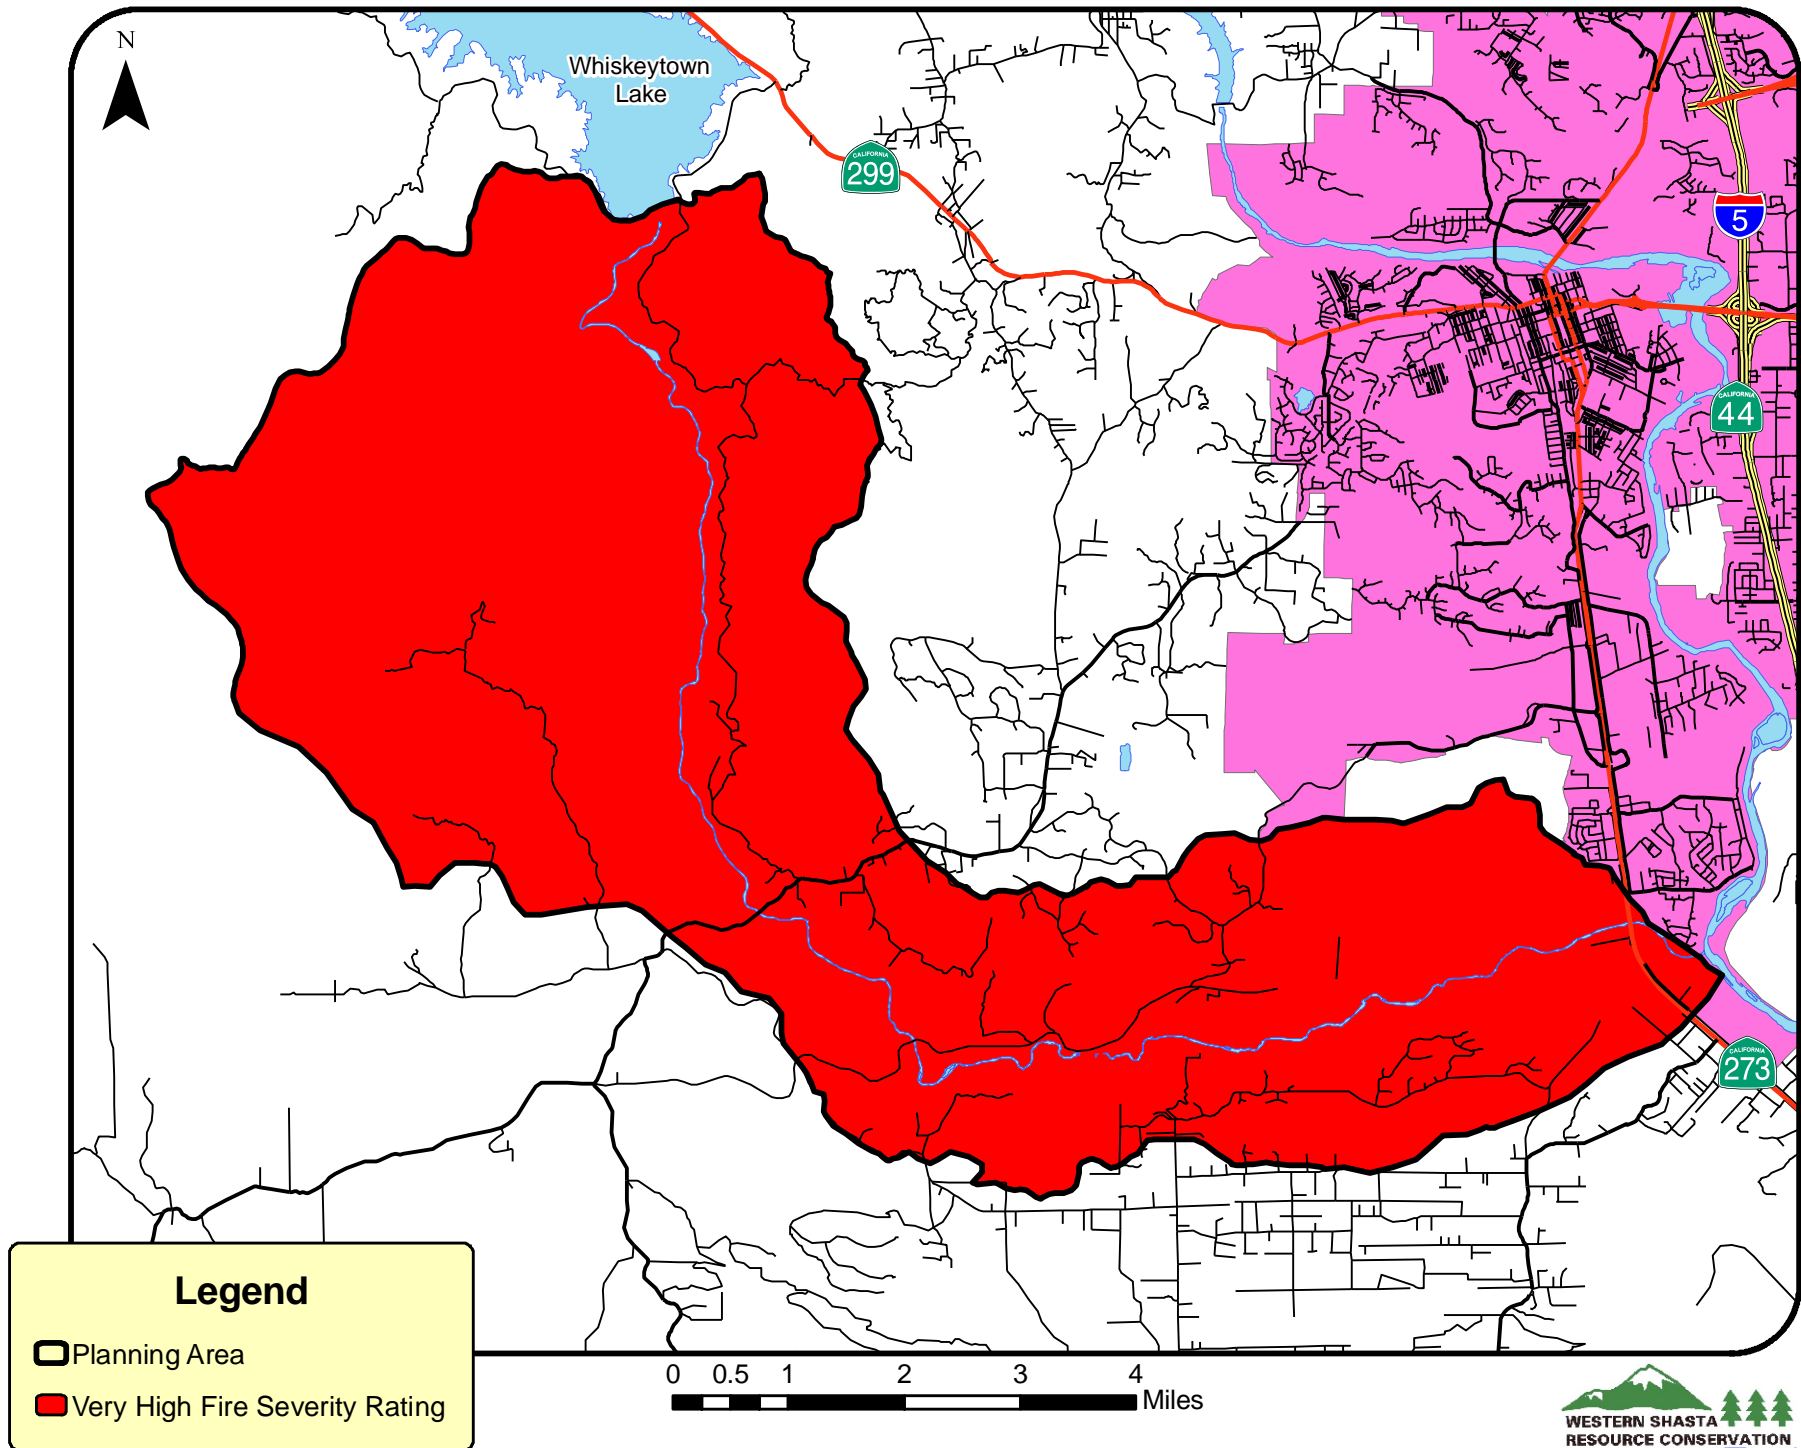 N
Whiskeytown
Lake
CALIFORNIA
299
5
CALIFORNIA
44
CALIFORNIA
273
Legend
Planning Area
Very High Fire Severity Rating
0 0.5 1 2 3 4
Miles
WESTERN SHASTA
RESOURCE CONSERVATION